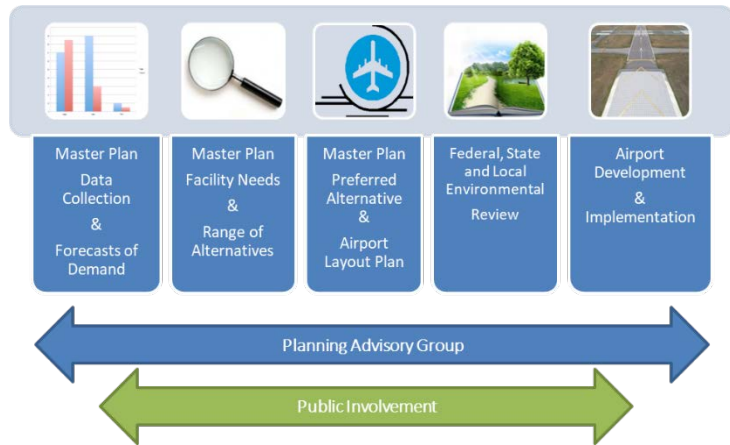 Master Plan
Data
Collection
&
Forecasts of
Demand
Master Plan
Facility Needs
&
Range of
Alternatives
Master Plan
Preferred
Alternative
&
Airport
Layout Plan
Federal, State
and Local
Environmental
Review
Airport
Development
&
Implementation
Planning Advisory Group
Public Involvement